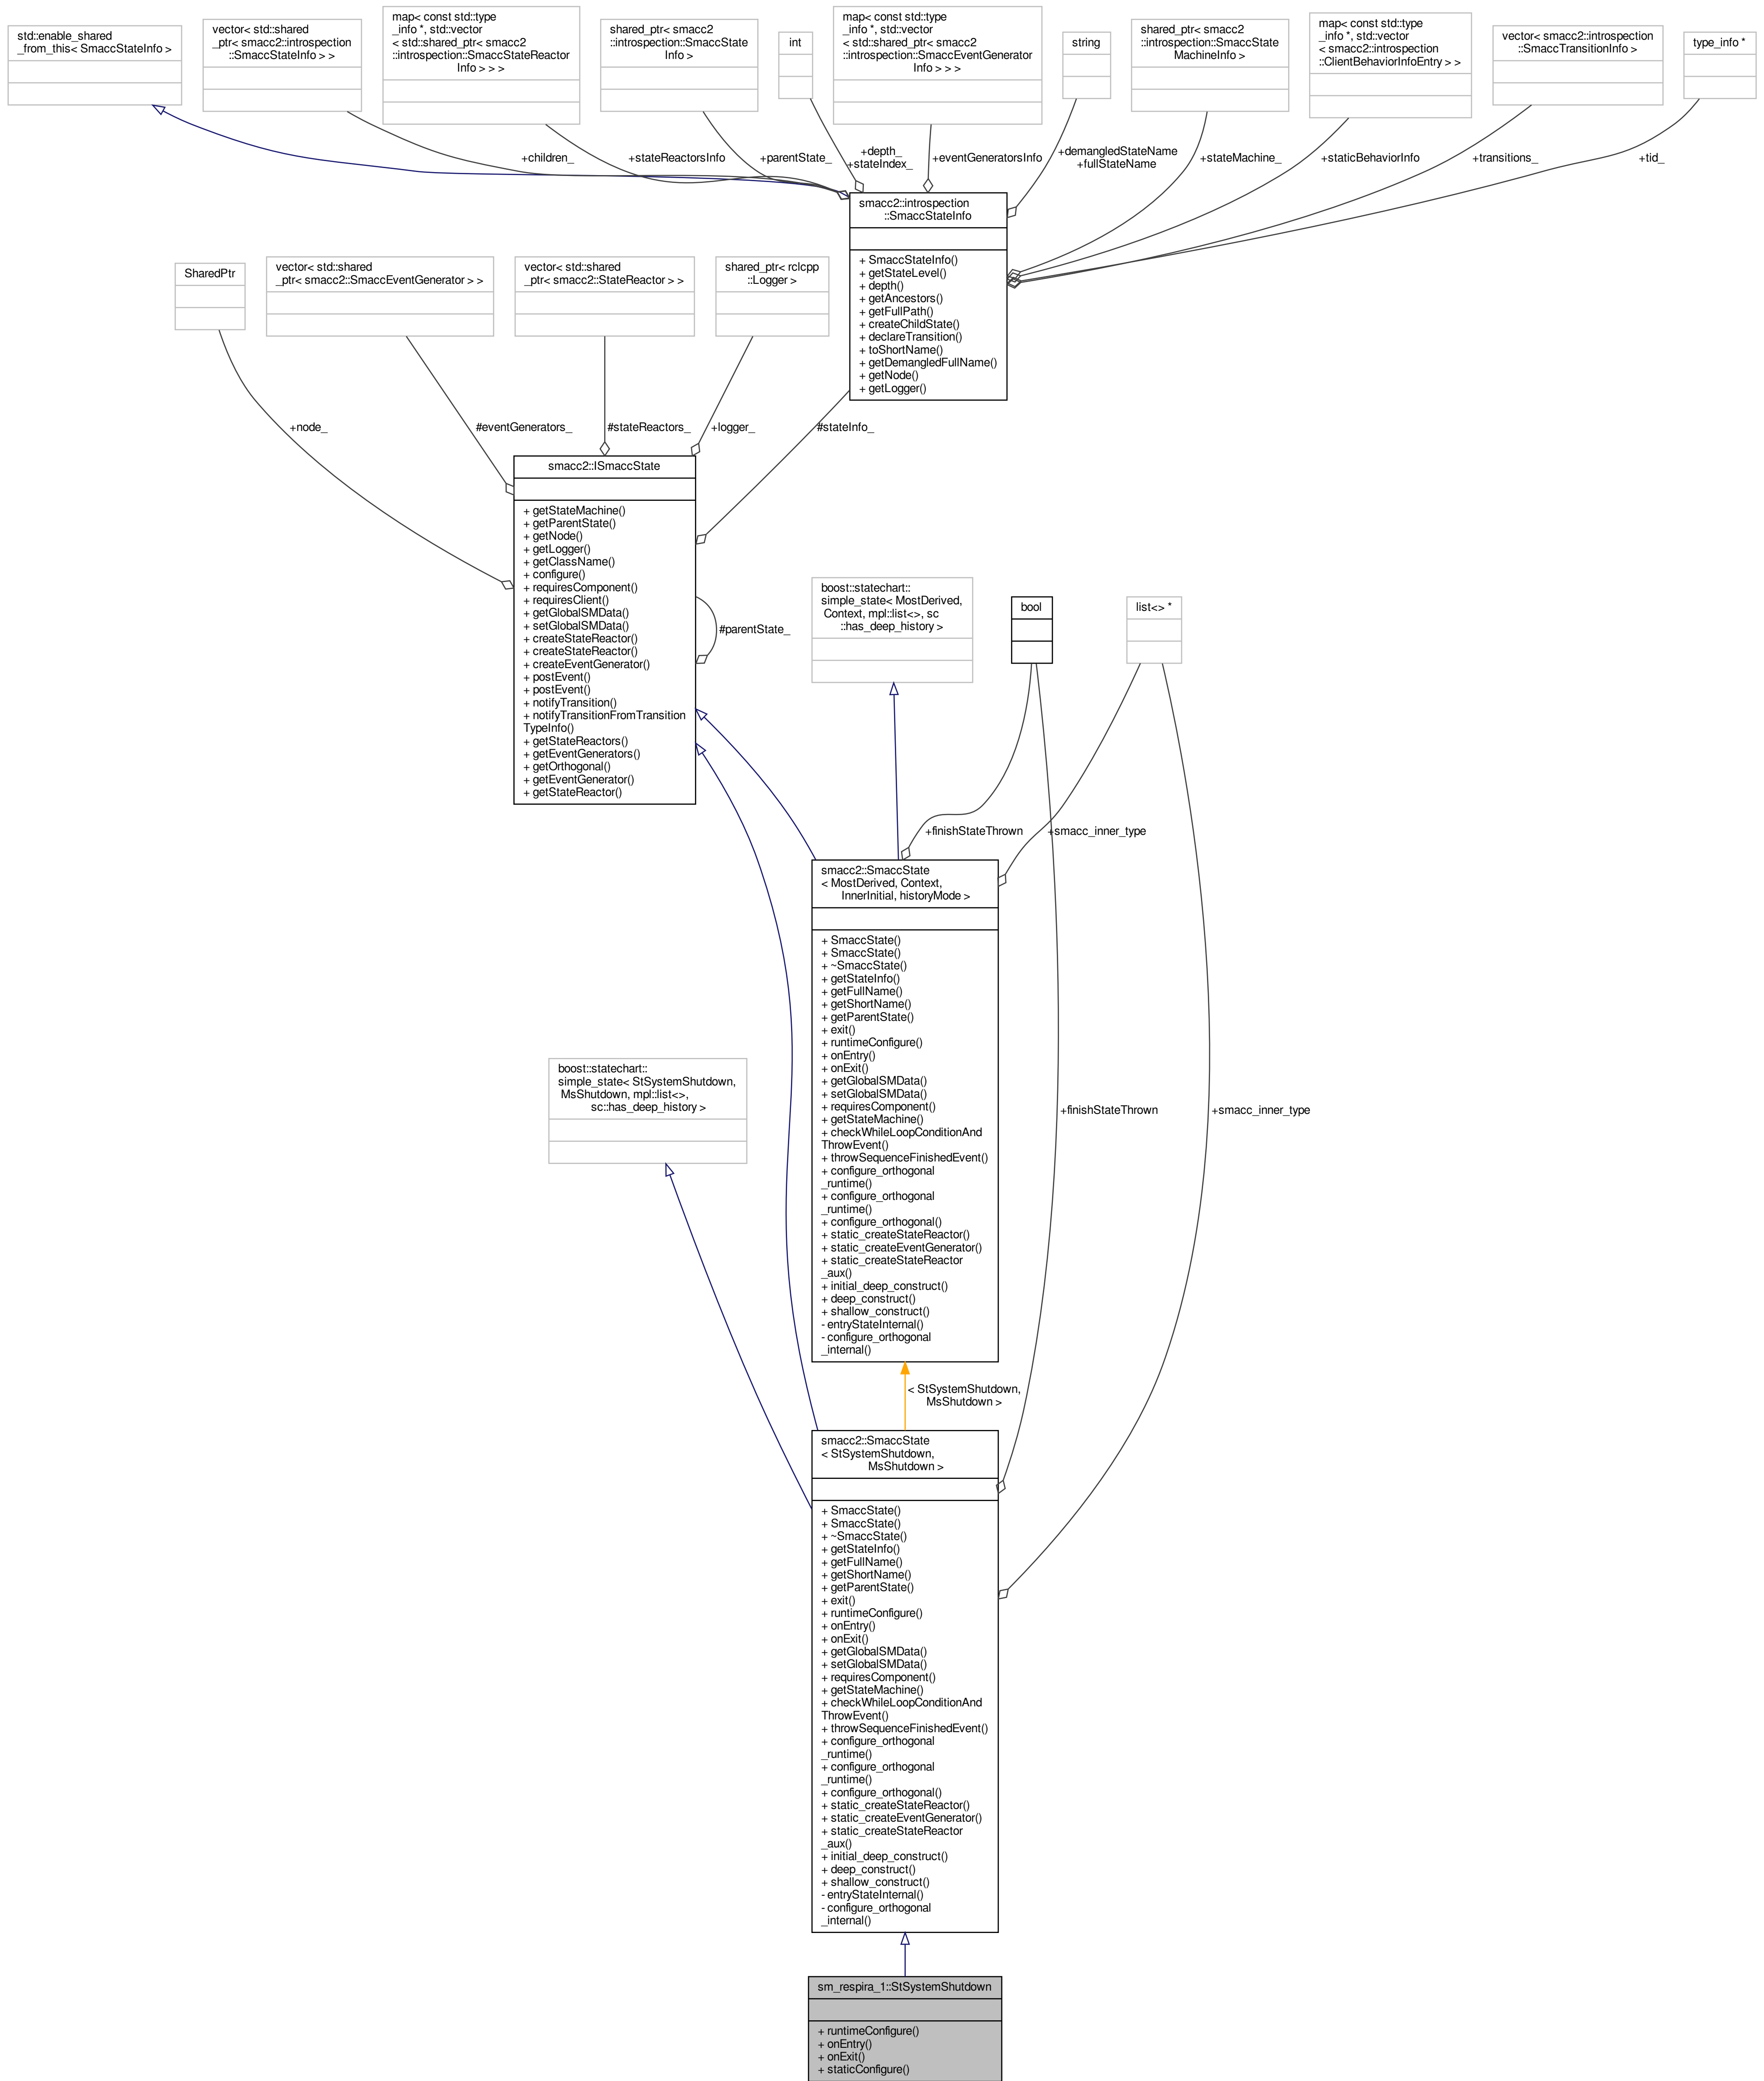 std::enable_shared
_from_this< SmaccStateInfo >
vector< std::shared
_ptr< smacc2::introspection
::SmaccStateInfo > >
map< const std::type
_info *, std::vector
< std::shared_ptr< smacc2
::introspection::SmaccStateReactor
Info > > >
shared_ptr< smacc2
::introspection::SmaccState
Info >
int
map< const std::type
_info *, std::vector
< std::shared_ptr< smacc2
::introspection::SmaccEventGenerator
Info > > >
string
shared_ptr< smacc2
::introspection::SmaccState
MachineInfo >
map< const std::type
_info *, std::vector
< smacc2::introspection
::ClientBehaviorInfoEntry > >
vector< smacc2::introspection
::SmaccTransitionInfo >
type_info *
+children_
+stateReactorsInfo
+parentState_
+depth_
+stateIndex_
+eventGeneratorsInfo
+demangledStateName
+fullStateName
+stateMachine_
+staticBehaviorInfo
+transitions_
+tid_
smacc2::introspection
::SmaccStateInfo
+ SmaccStateInfo()
+ getStateLevel()
+ depth()
+ getAncestors()
+ getFullPath()
+ createChildState()
+ declareTransition()
+ toShortName()
+ getDemangledFullName()
+ getNode()
+ getLogger()
SharedPtr
vector< std::shared
_ptr< smacc2::SmaccEventGenerator > >
vector< std::shared
_ptr< smacc2::StateReactor > >
shared_ptr< rclcpp
::Logger >
+node_
#eventGenerators_
#stateReactors_
+logger_
#stateInfo_
smacc2::ISmaccState
+ getStateMachine()
+ getParentState()
+ getNode()
+ getLogger()
+ getClassName()
+ configure()
+ requiresComponent()
+ requiresClient()
+ getGlobalSMData()
+ setGlobalSMData()
+ createStateReactor()
+ createStateReactor()
+ createEventGenerator()
+ postEvent()
+ postEvent()
+ notifyTransition()
+ notifyTransitionFromTransition
TypeInfo()
+ getStateReactors()
+ getEventGenerators()
+ getOrthogonal()
+ getEventGenerator()
+ getStateReactor()
#parentState_
boost::statechart::
simple_state< MostDerived,
Context, mpl::list<>, sc
::has_deep_history >
bool
list<> *
+finishStateThrown
+smacc_inner_type
smacc2::SmaccState
< MostDerived, Context,
InnerInitial, historyMode >
+ SmaccState()
+ SmaccState()
+ ~SmaccState()
+ getStateInfo()
+ getFullName()
+ getShortName()
+ getParentState()
+ exit()
+ runtimeConfigure()
+ onEntry()
+ onExit()
+ getGlobalSMData()
+ setGlobalSMData()
+ requiresComponent()
+ getStateMachine()
+ checkWhileLoopConditionAnd
ThrowEvent()
+ throwSequenceFinishedEvent()
+ configure_orthogonal
_runtime()
+ configure_orthogonal
_runtime()
+ configure_orthogonal()
+ static_createStateReactor()
+ static_createEventGenerator()
+ static_createStateReactor
_aux()
+ initial_deep_construct()
+ deep_construct()
+ shallow_construct()
- entryStateInternal()
- configure_orthogonal
_internal()
boost::statechart::
simple_state< StSystemShutdown,
MsShutdown, mpl::list<>,
sc::has_deep_history >
+finishStateThrown
+smacc_inner_type
< StSystemShutdown,
MsShutdown >
smacc2::SmaccState
< StSystemShutdown,
MsShutdown >
+ SmaccState()
+ SmaccState()
+ ~SmaccState()
+ getStateInfo()
+ getFullName()
+ getShortName()
+ getParentState()
+ exit()
+ runtimeConfigure()
+ onEntry()
+ onExit()
+ getGlobalSMData()
+ setGlobalSMData()
+ requiresComponent()
+ getStateMachine()
+ checkWhileLoopConditionAnd
ThrowEvent()
+ throwSequenceFinishedEvent()
+ configure_orthogonal
_runtime()
+ configure_orthogonal
_runtime()
+ configure_orthogonal()
+ static_createStateReactor()
+ static_createEventGenerator()
+ static_createStateReactor
_aux()
+ initial_deep_construct()
+ deep_construct()
+ shallow_construct()
- entryStateInternal()
- configure_orthogonal
_internal()
sm_respira_1::StSystemShutdown
+ runtimeConfigure()
+ onEntry()
+ onExit()
+ staticConfigure()